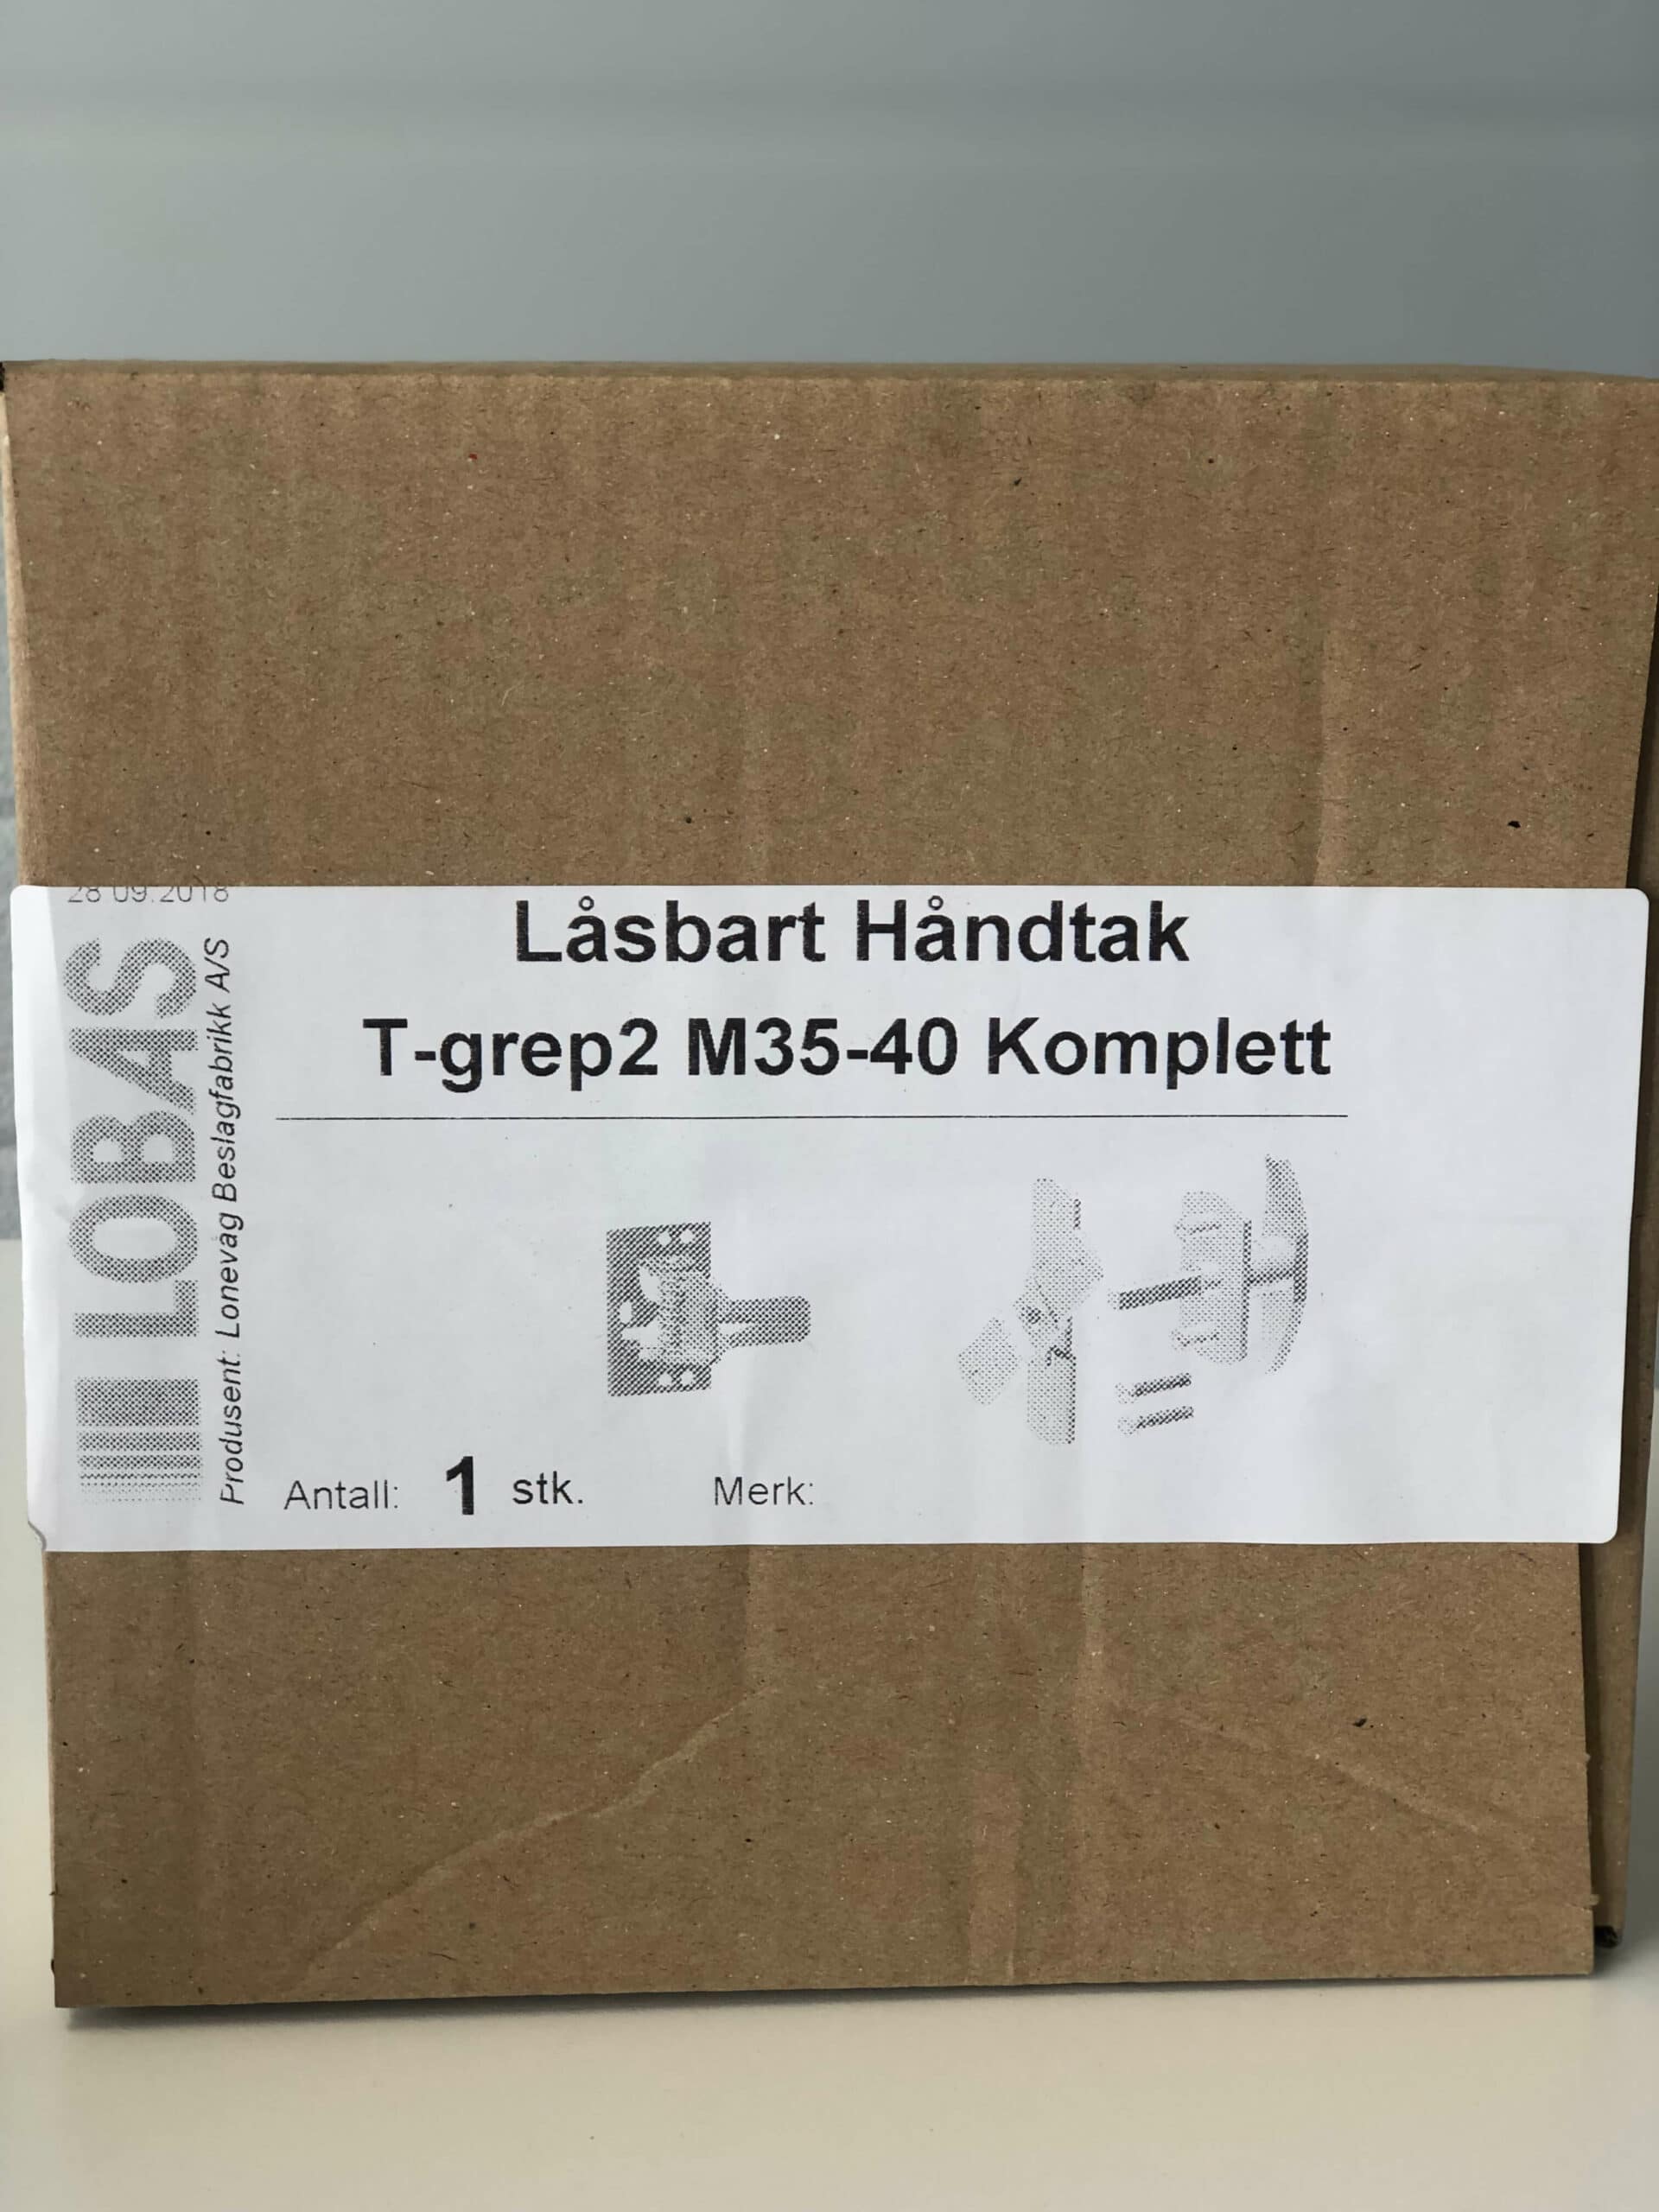 28 09.2018
LOBAS
Produsent: Lonevåg Beslagfabrikk A/S
Låsbart Håndtak
T-grep2 M35-40 Komplett
Antall: 1 stk. Merk: